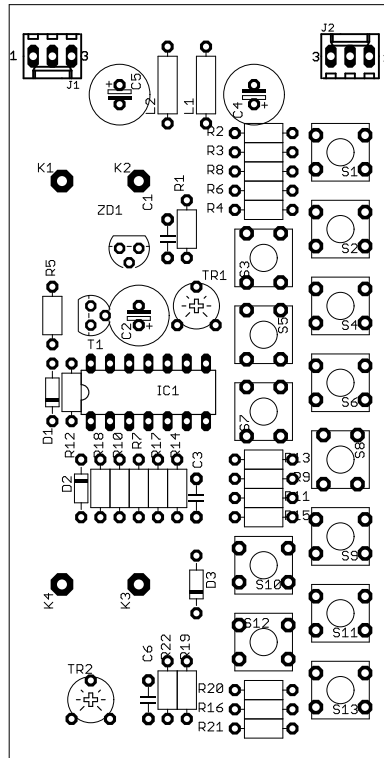 J2
1 3
3 1
J1
C5
L2
L1
C4
+
+
R2
R3
R8
R6
R4
S1
K1
K2
C1
R1
ZD1
S2
S3
R5
TR1
S4
S5
C2
+
T1
IC1
S6
S7
D1
R12
R18
R10
R7
R17
R14
C3
S8
R13
R9
R11
R15
D2
S9
D3
S10
K4
K3
S11
S12
TR2
C6
R22
R19
R20
R16
R21
S13